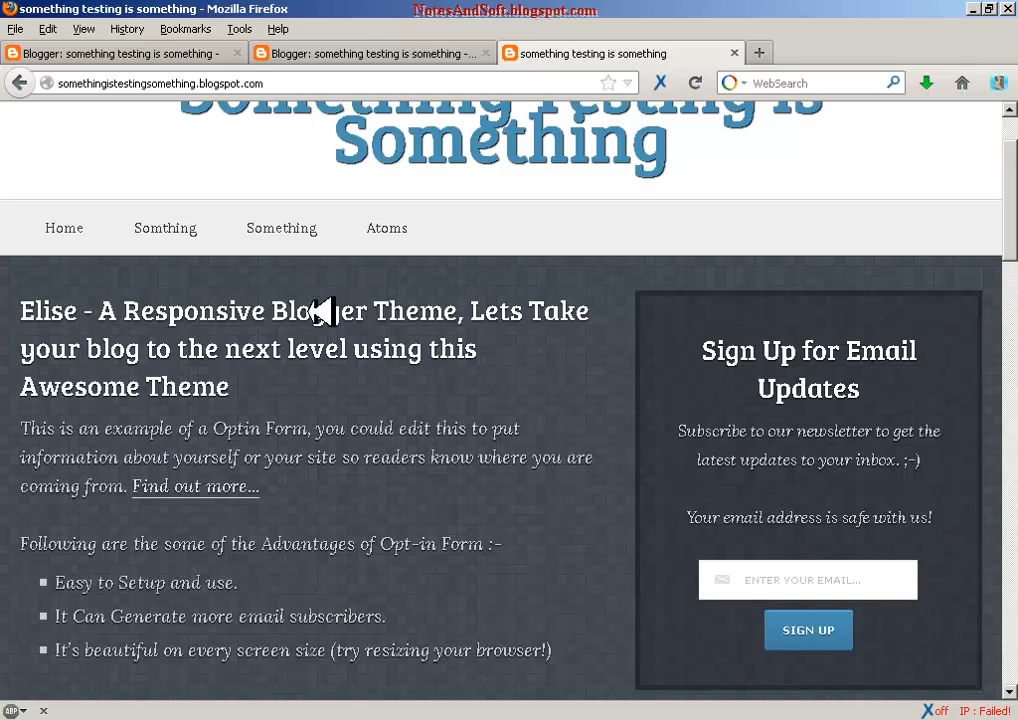 something testing is something - Mozilla Firefox
NotesAndSoft.blogspot.com
File Edit View History Bookmarks Tools Help
Blogger: something testing is something -
Blogger: something testing is something -...
something testing is something
somethingistestingsomething.blogspot.com
WebSearch
Something Testing is
Something
Home Somthing Something Atoms
Elise - A Responsive Blogger Theme, Lets Take
your blog to the next level using this
Awesome Theme
This is an example of a Optin Form, you could edit this to put
information about yourself or your site so readers know where you are
coming from. Find out more...
Following are the some of the Advantages of Opt-in Form :-
Easy to Setup and use.
It Can Generate more email subscribers.
It's beautiful on every screen size (try resizing your browser!)
Sign Up for Email
Updates
Subscribe to our newsletter to get the
latest updates to your inbox. ;-)
Your email address is safe with us!
ENTER YOUR EMAIL...
SIGN UP
ABP
Xoff IP : Failed!